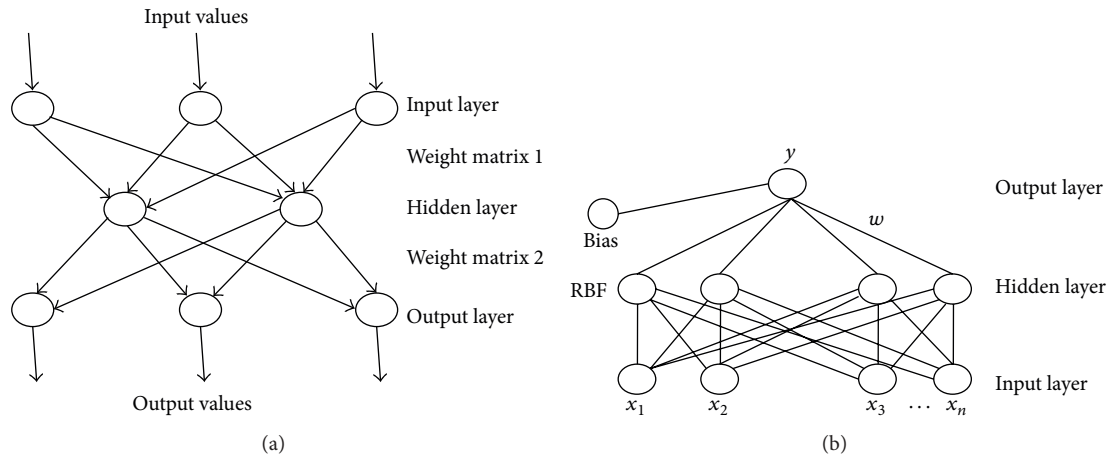 Input values
Input layer
Weight matrix 1
Hidden layer
Weight matrix 2
Output layer
Output values
(a)
y
Output layer
w
Bias
RBF
Hidden layer
Input layer
x₁ x₂ x₃ ... xₙ
(b)